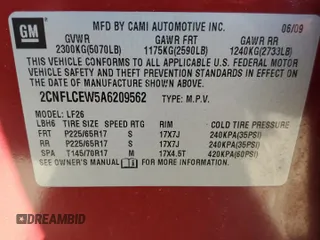 GM
MFD BY CAMI AUTOMOTIVE INC.
06/09
GVWR GAWR FRT GAWR RR
2300KG(5070LB) 1175KG(2590LB) 1240KG(2733LB)
THIS VEHICLE CONFORMS TO ALL APPLICABLE
U.S. FEDERAL MOTOR VEHICLE SAFETY, BUMPER,
AND THEFT PREVENTION STANDARDS IN EFFECT ON THE
DATE OF MANUFACTURE SHOWN ABOVE.
2CNFLCEW5A6209562 TYPE: M.P.V.
MODEL: LF26
LBH6 TIRE SIZE SPEED RTG RIM COLD TIRE PRESSURE
FRT P225/65R17 S 17X7J 240KPA(35PSI)
RR P225/65R17 S 17X7J 240KPA(35PSI)
SPA T145/70R17 M 17X4.5T 420KPA(60PSI)
SEE OWNER'S MANUAL FOR ADDITIONAL INFORMATION.
DREAMBID